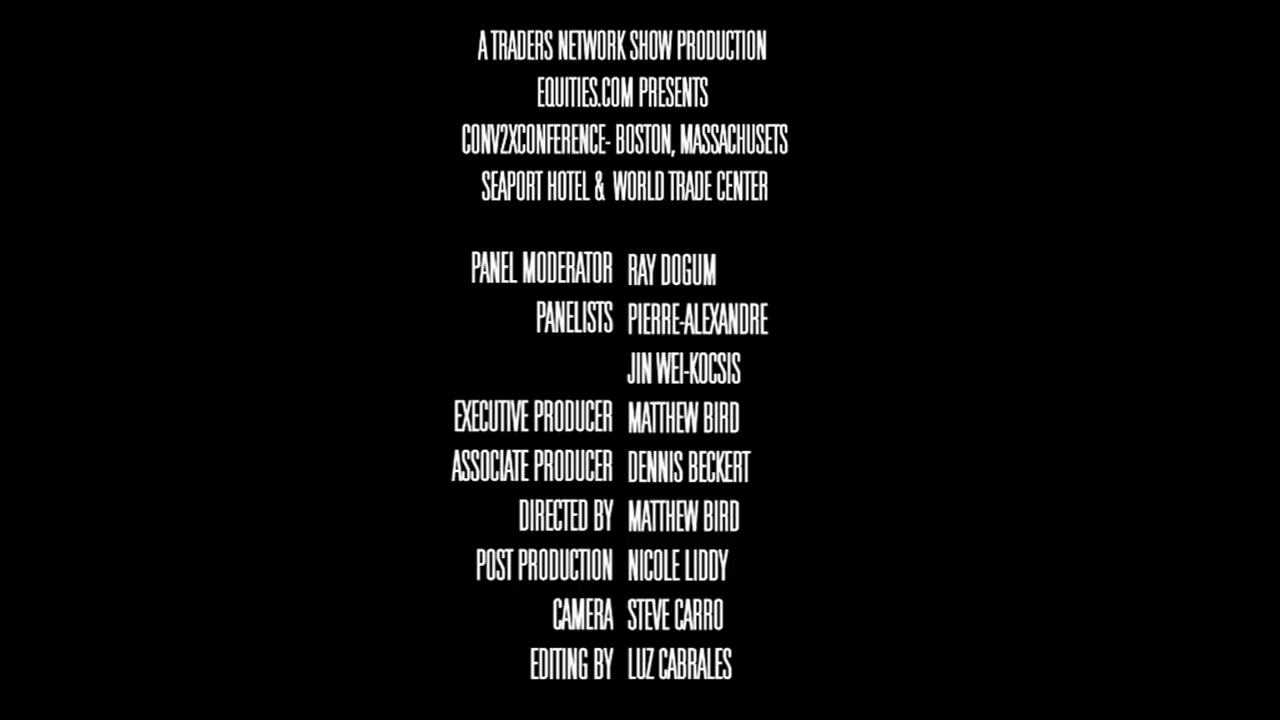 A TRADERS NETWORK SHOW PRODUCTION
EQUITIES.COM PRESENTS
CONV2XCONFERENCE- BOSTON, MASSACHUSETS
SEAPORT HOTEL & WORLD TRADE CENTER
PANEL MODERATOR RAY DOGUM
PANELISTS PIERRE-ALEXANDRE
JIN WEI-KOCSIS
EXECUTIVE PRODUCER MATTHEW BIRD
ASSOCIATE PRODUCER DENNIS BECKERT
DIRECTED BY MATTHEW BIRD
POST PRODUCTION NICOLE LIDDY
CAMERA STEVE CARRO
EDITING BY LUZ CABRALES